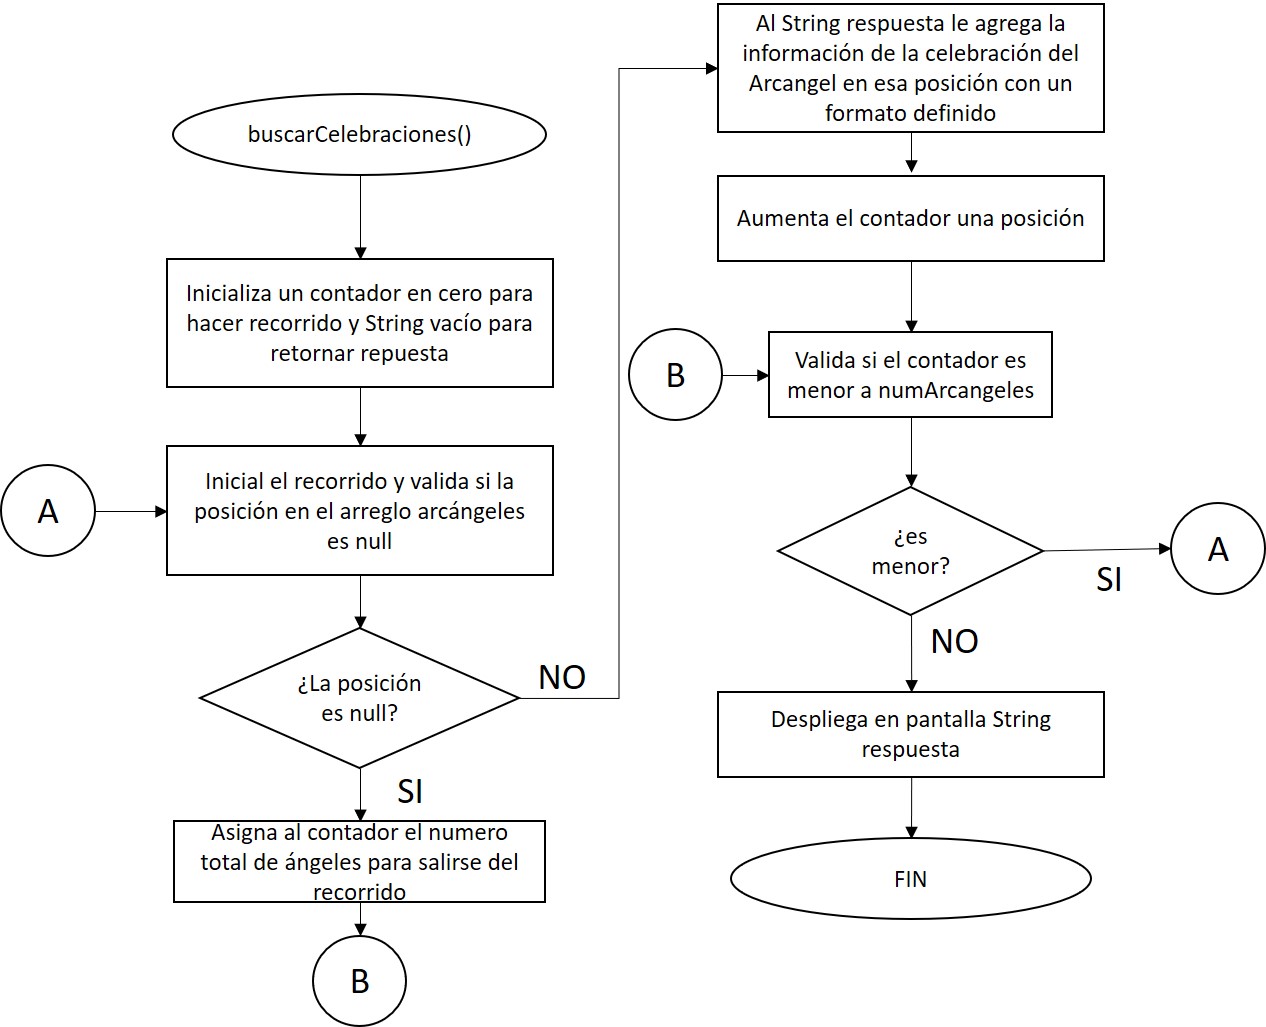 buscarCelebraciones()
Inicializa un contador en cero para
hacer recorrido y String vacío para
retornar repuesta
A
Inicial el recorrido y valida si la
posición en el arreglo arcángeles
es null
¿La posición
es null?
NO
SI
Asigna al contador el numero
total de ángeles para salirse del
recorrido
B
Al String respuesta le agrega la
información de la celebración del
Arcangel en esa posición con un
formato definido
Aumenta el contador una posición
B
Valida si el contador es
menor a numArcangeles
¿es
menor?
SI
A
NO
Despliega en pantalla String
respuesta
FIN